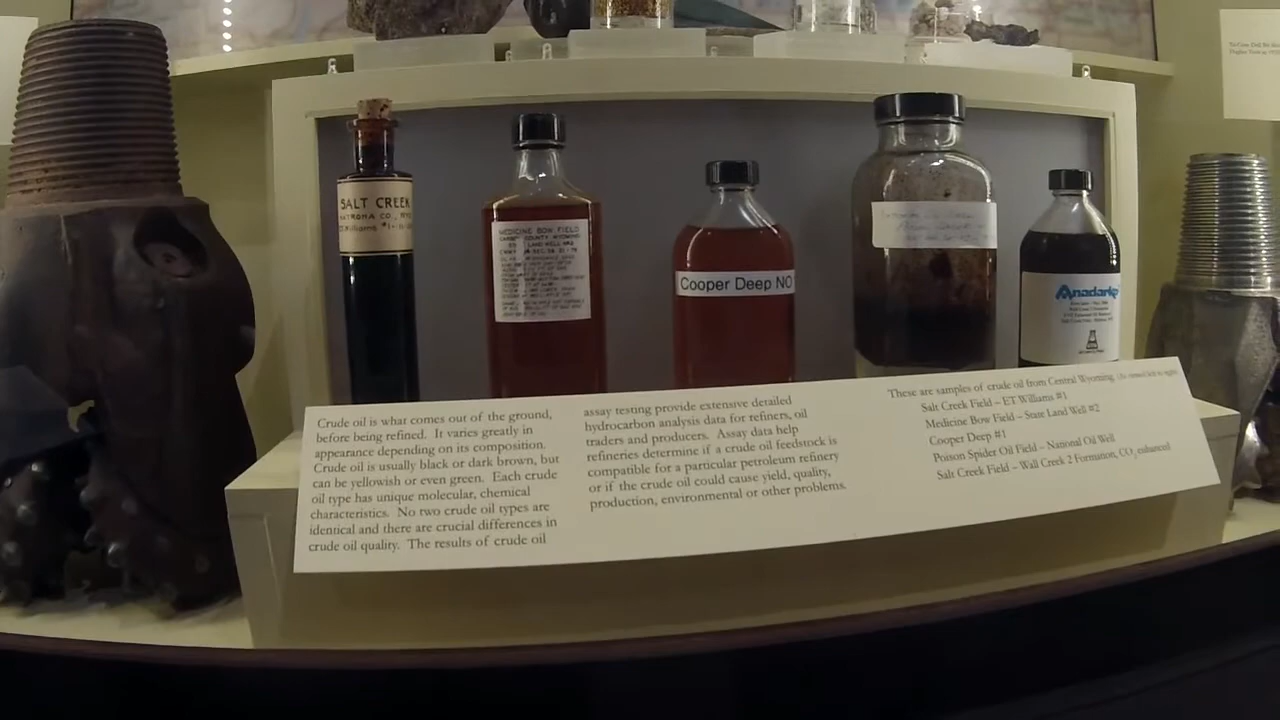 SALT CREEK
MEDICINE BOW FIELD
COUNTY WYOMING
Cooper Deep NO
Anadarko
Crude oil is what comes out of the ground,
before being refined. It varies greatly in
appearance depending on its composition.
Crude oil is usually black or dark brown, but
can be yellowish or even green. Each crude
oil type has unique molecular, chemical
characteristics. No two crude oil types are
identical and there are crucial differences in
crude oil quality. The results of crude oil
assay testing provide extensive detailed
hydrocarbon analysis data for refiners, oil
traders and producers. Assay data help
refineries determine if a crude oil feedstock is
compatible for a particular petroleum refinery
or if the crude oil could cause yield, quality,
production, environmental or other problems.
These are samples of crude oil from Central Wyoming.
Salt Creek Field – ET Williams #1
Medicine Bow Field – State Land Well #2
Cooper Deep #1
Poison Spider Oil Field – National Oil Well
Salt Creek Field – Wall Creek 2 Formation, CO2 enhanced